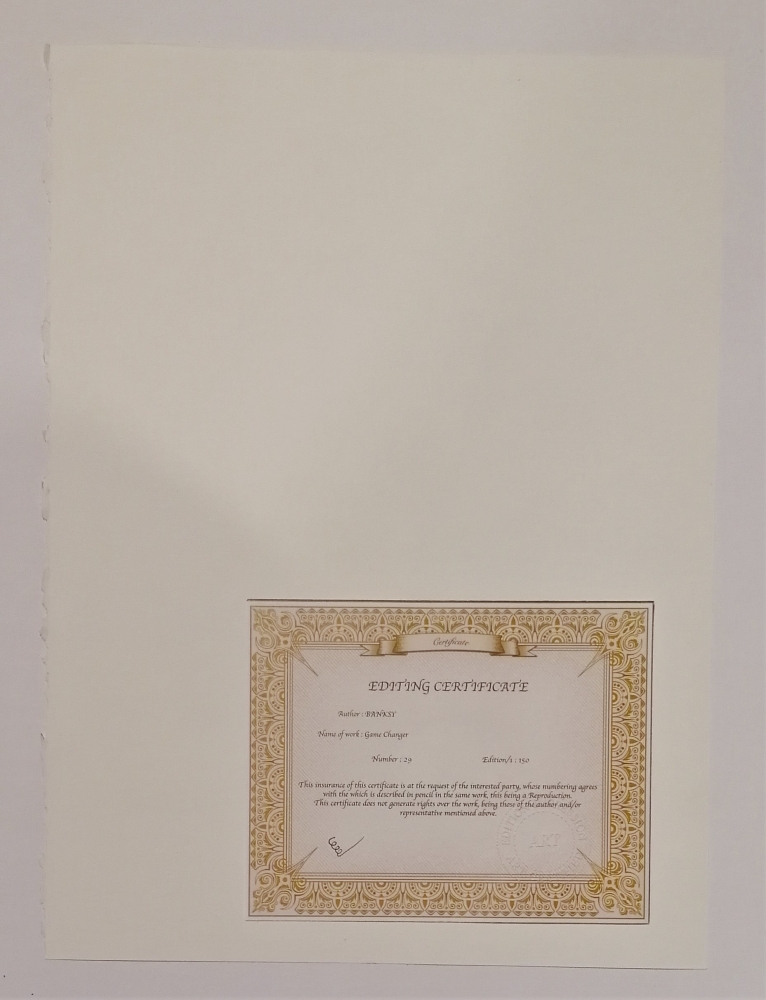 Certificate
EDITING CERTIFICATE
Author : BANKSY
Name of work : Game Changer
Number : 29 Edition/s : 150
This insurance of this certificate is at the request of the interested party, whose numbering agrees
with the which is described in pencil in the same work, this being a Reproduction.
This certificate does not generate rights over the work, being those of the author and/or
representative mentioned above.
ART